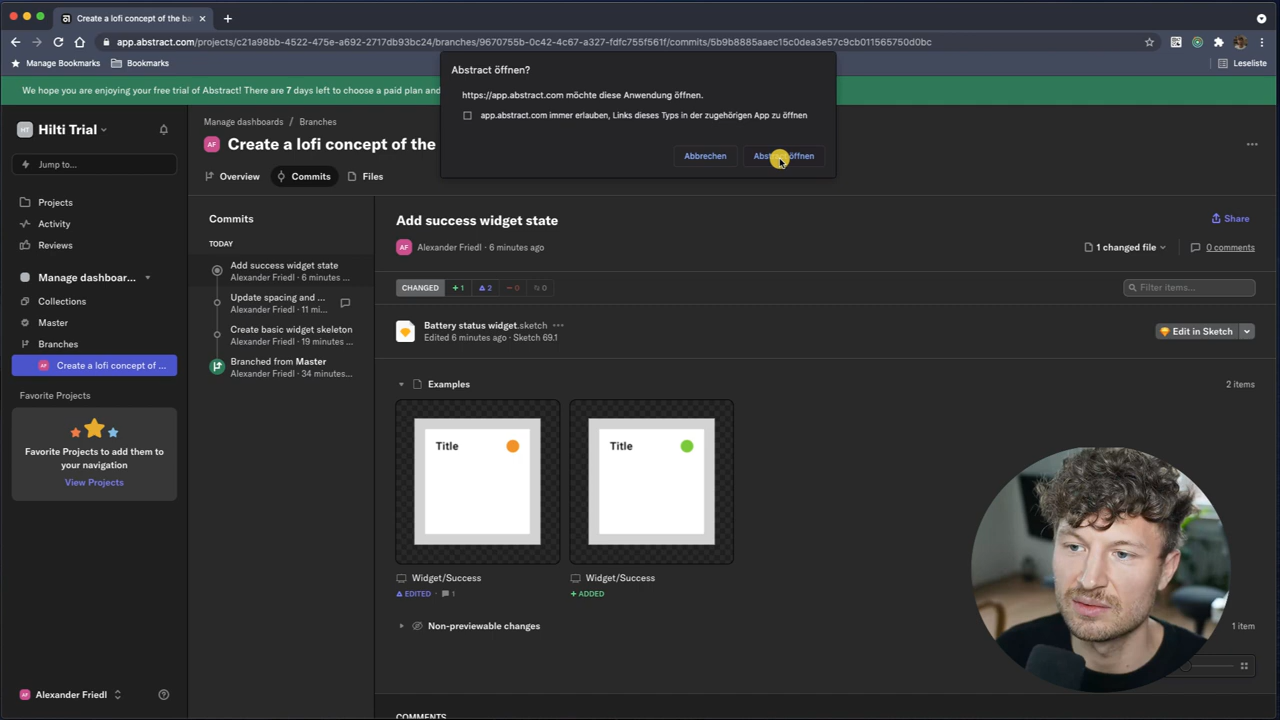 Create a lofi concept of the ba
app.abstract.com/projects/c21a98bb-4522-475e-a692-2717db93bc24/branches/9670755b-0c42-4c67-a327-fdfc755f561f/commits/5b9b8885aaec15c0dea3e57c9cb011565750d0bc
Manage Bookmarks
Bookmarks
Leseliste
We hope you are enjoying your free trial of Abstract! There are 7 days left to choose a paid plan and
Abstract öffnen?
https://app.abstract.com möchte diese Anwendung öffnen.
app.abstract.com immer erlauben, Links dieses Typs in der zugehörigen App zu öffnen
Abbrechen
Abstract öffnen
HT
Hilti Trial
Jump to...
Projects
Activity
Reviews
Manage dashboar...
Collections
Master
Branches
AF
Create a lofi concept of ...
Favorite Projects
Favorite Projects to add them to
your navigation
View Projects
AF
Alexander Friedl
Manage dashboards / Branches
AF
Create a lofi concept of the
Overview
Commits
Files
Commits
TODAY
Add success widget state
Alexander Friedl · 6 minutes ...
Update spacing and ...
Alexander Friedl · 11 mi...
Create basic widget skeleton
Alexander Friedl · 19 minutes...
Branched from Master
Alexander Friedl · 34 minutes...
Add success widget state
Share
AF
Alexander Friedl · 6 minutes ago
1 changed file
0 comments
CHANGED
+ 1
2
0
0
Filter items...
Battery status widget.sketch
Edited 6 minutes ago · Sketch 69.1
Edit in Sketch
Examples
2 items
Title
Title
Widget/Success
EDITED · 1
Widget/Success
+ ADDED
Non-previewable changes
1 item
COMMENTS